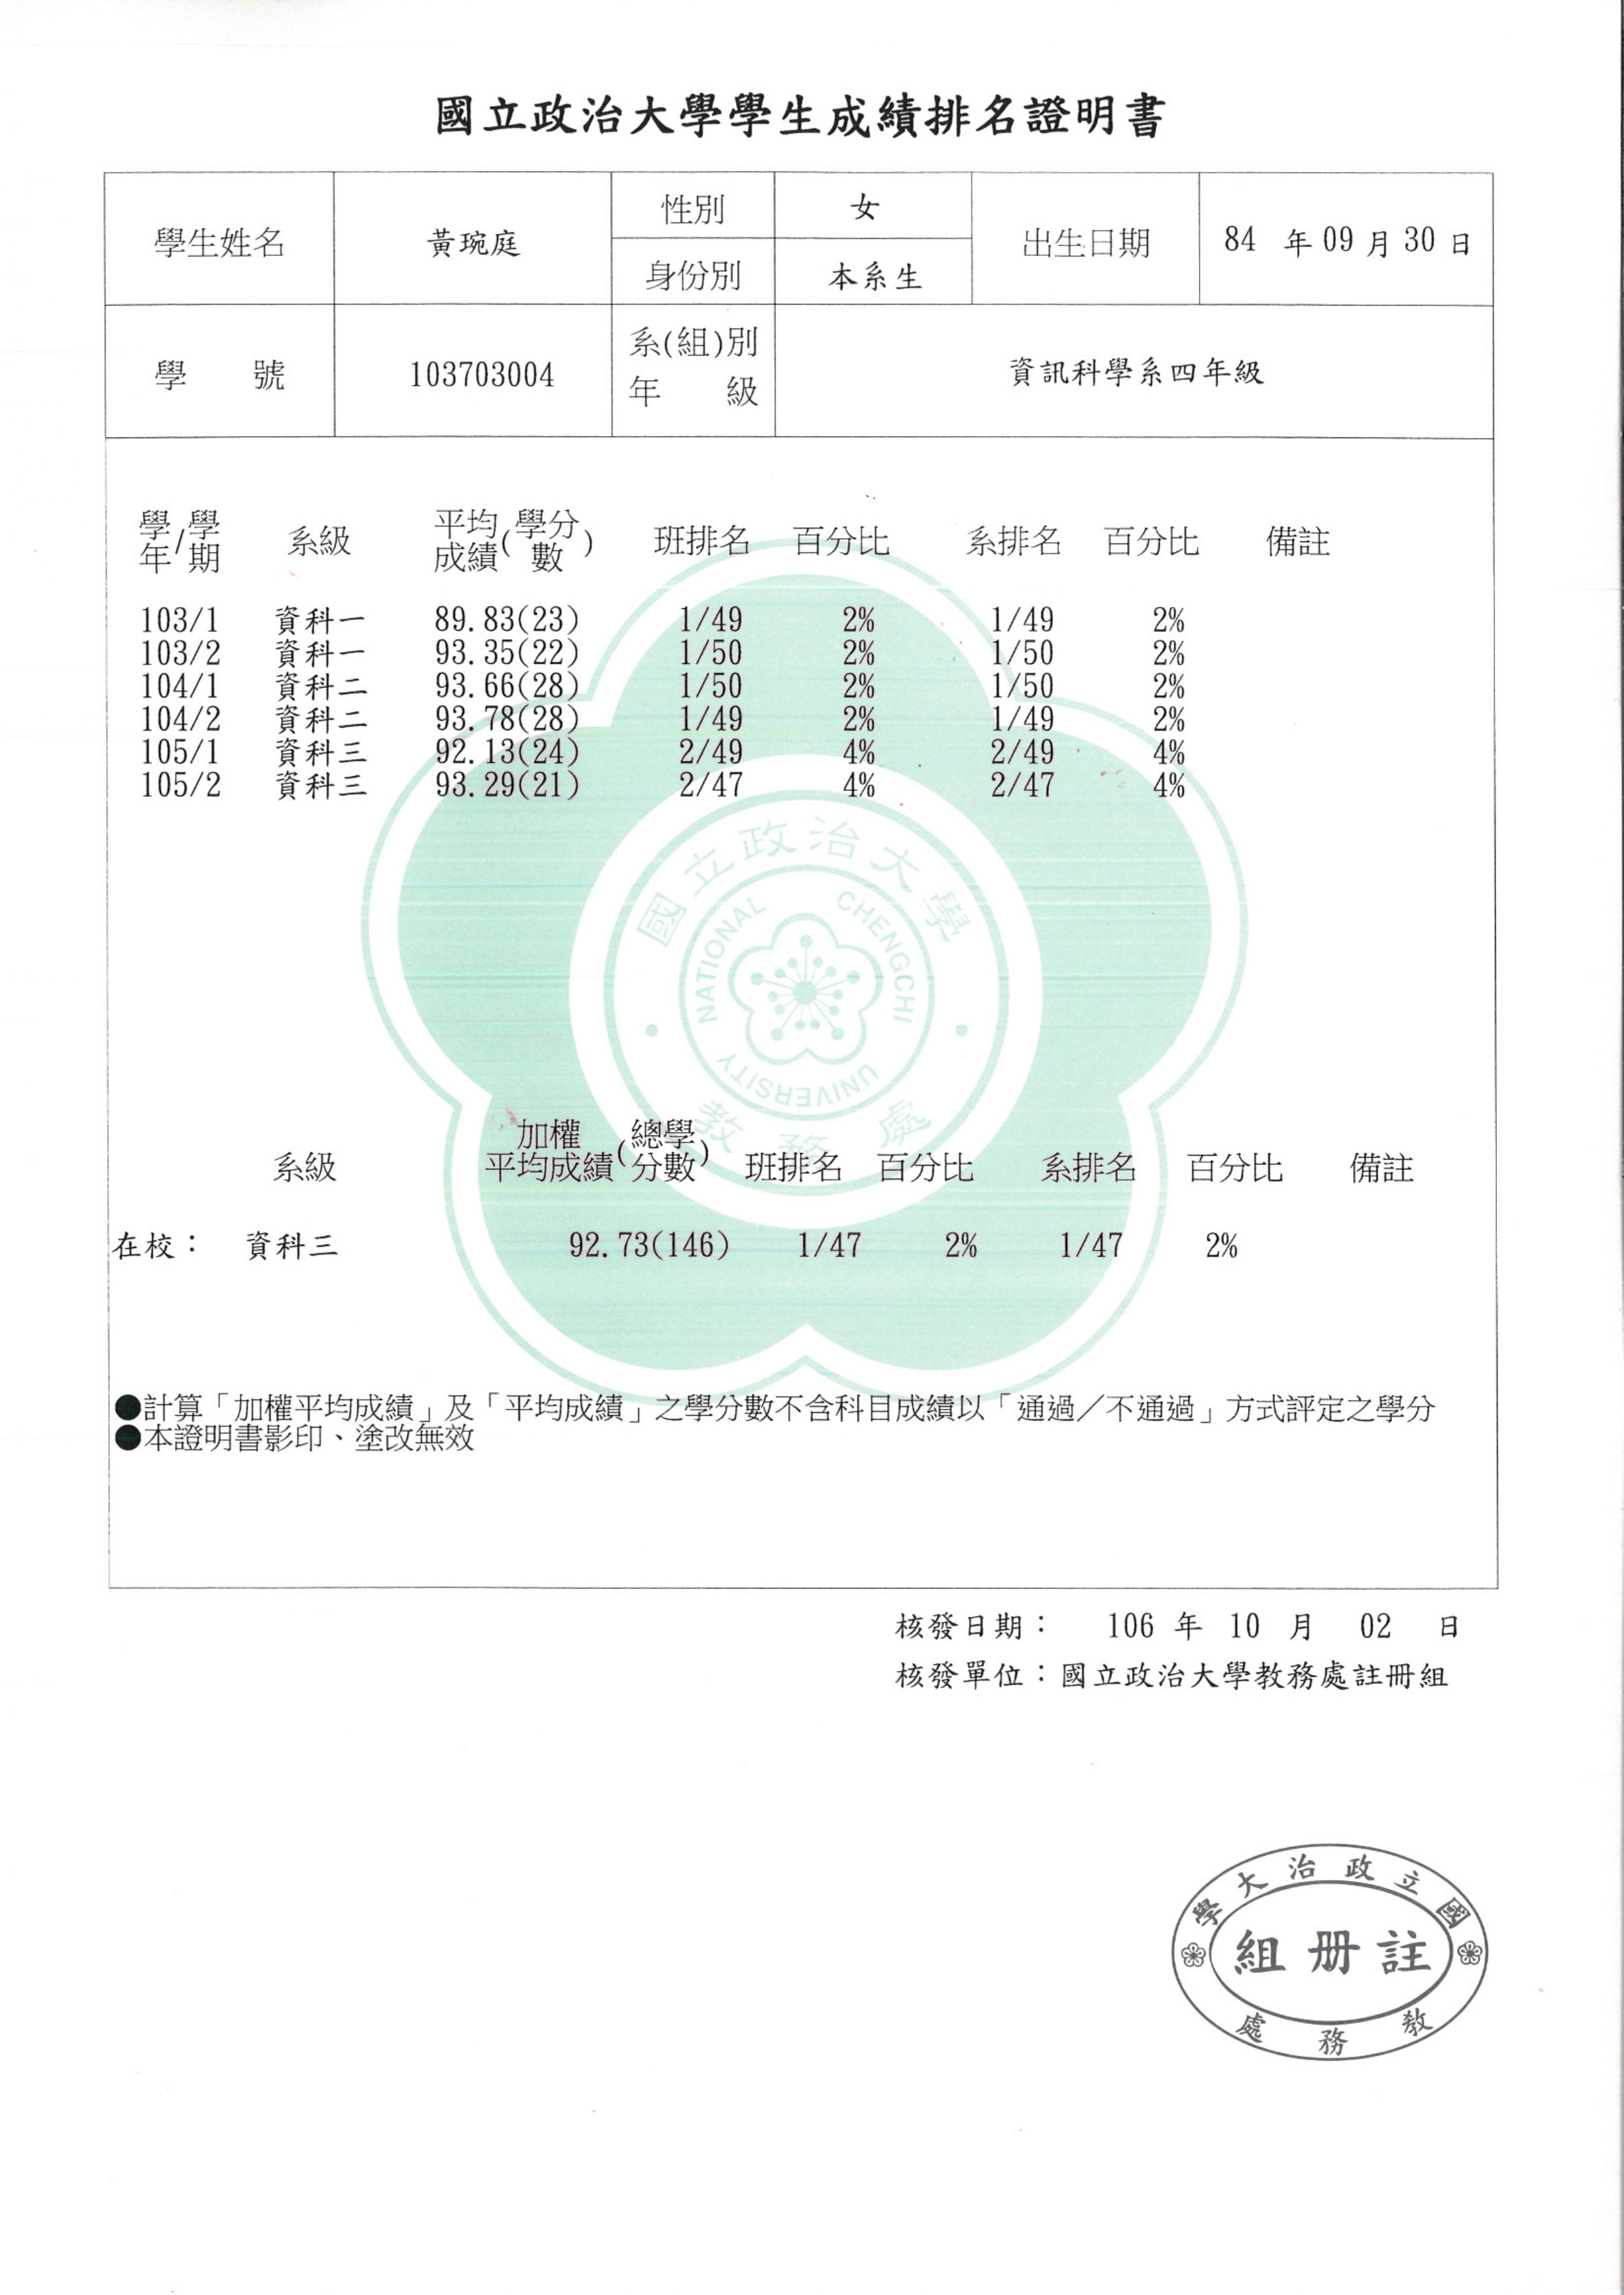 國立政治大學學生成績排名證明書
學生姓名 黃琬庭 性別 女 出生日期 84 年 09 月 30 日
身份別 本系生
學 號 103703004 系(組)別 年 級 資訊科學系四年級
學年/學期 系級 平均成績(學分數) 班排名 百分比 系排名 百分比 備註
103/1 資科一 89.83(23) 1/49 2% 1/49 2%
103/2 資科一 93.35(22) 1/50 2% 1/50 2%
104/1 資科二 93.66(28) 1/50 2% 1/50 2%
104/2 資科二 93.78(28) 1/49 2% 1/49 2%
105/1 資科三 92.13(24) 2/49 4% 2/49 4%
105/2 資科三 93.29(21) 2/47 4% 2/47 4%
國立政治大學
NATIONAL CHENGCHI UNIVERSITY
教務處
系級 加權平均成績(總學分數) 班排名 百分比 系排名 百分比 備註
在校： 資科三 92.73(146) 1/47 2% 1/47 2%
●計算「加權平均成績」及「平均成績」之學分數不含科目成績以「通過／不通過」方式評定之學分
●本證明書影印、塗改無效
核發日期： 106 年 10 月 02 日
核發單位：國立政治大學教務處註冊組
國立政治大學
註册組
教務處